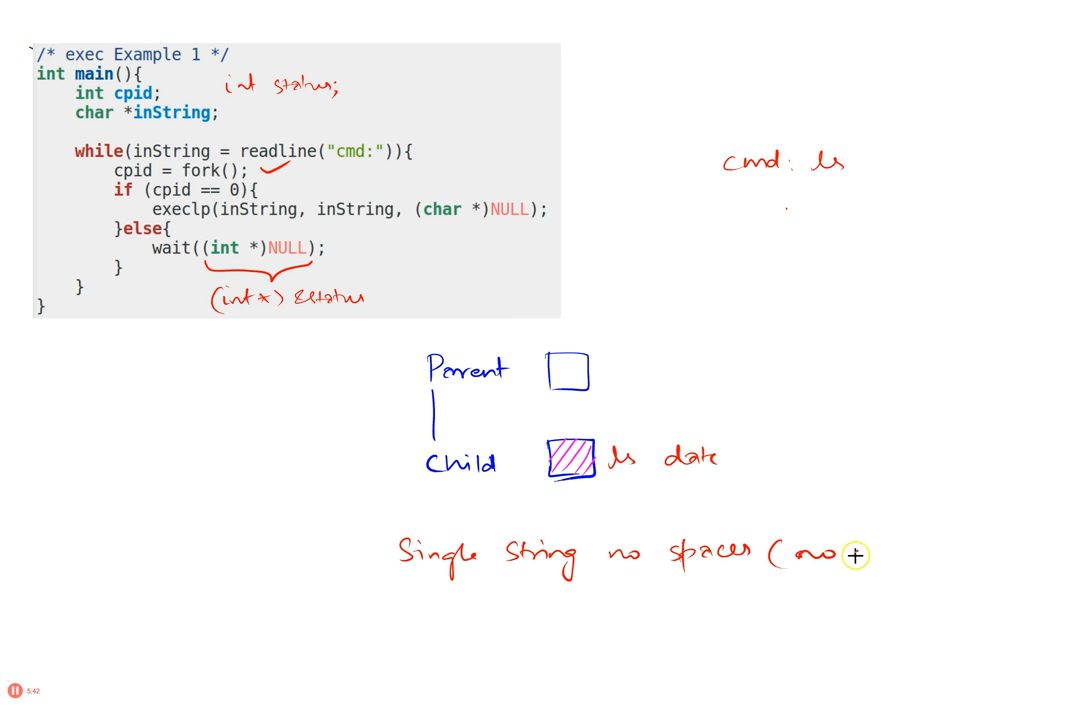 /* exec Example 1 */
int main(){
int cpid;
int status;
char *inString;
while(inString = readline("cmd:")){
cpid = fork();
if (cpid == 0){
execlp(inString, inString, (char *)NULL);
}else{
wait((int *)NULL);
}
}
}
(int*) &status
cmd: ls
Parent
Child
ls date
Single String no spaces (no
5:42